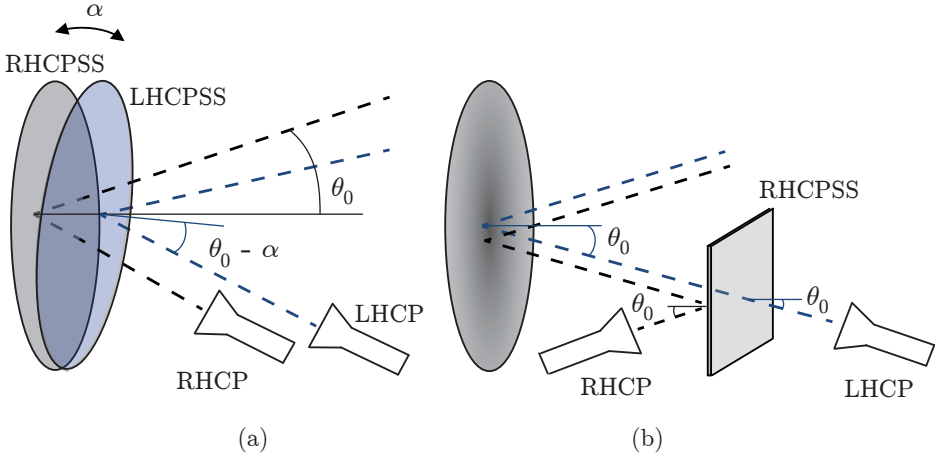 α
RHCPSS
LHCPSS
θ0
θ0 - α
LHCP
RHCP
(a)
RHCPSS
θ0
θ0
θ0
RHCP
LHCP
(b)